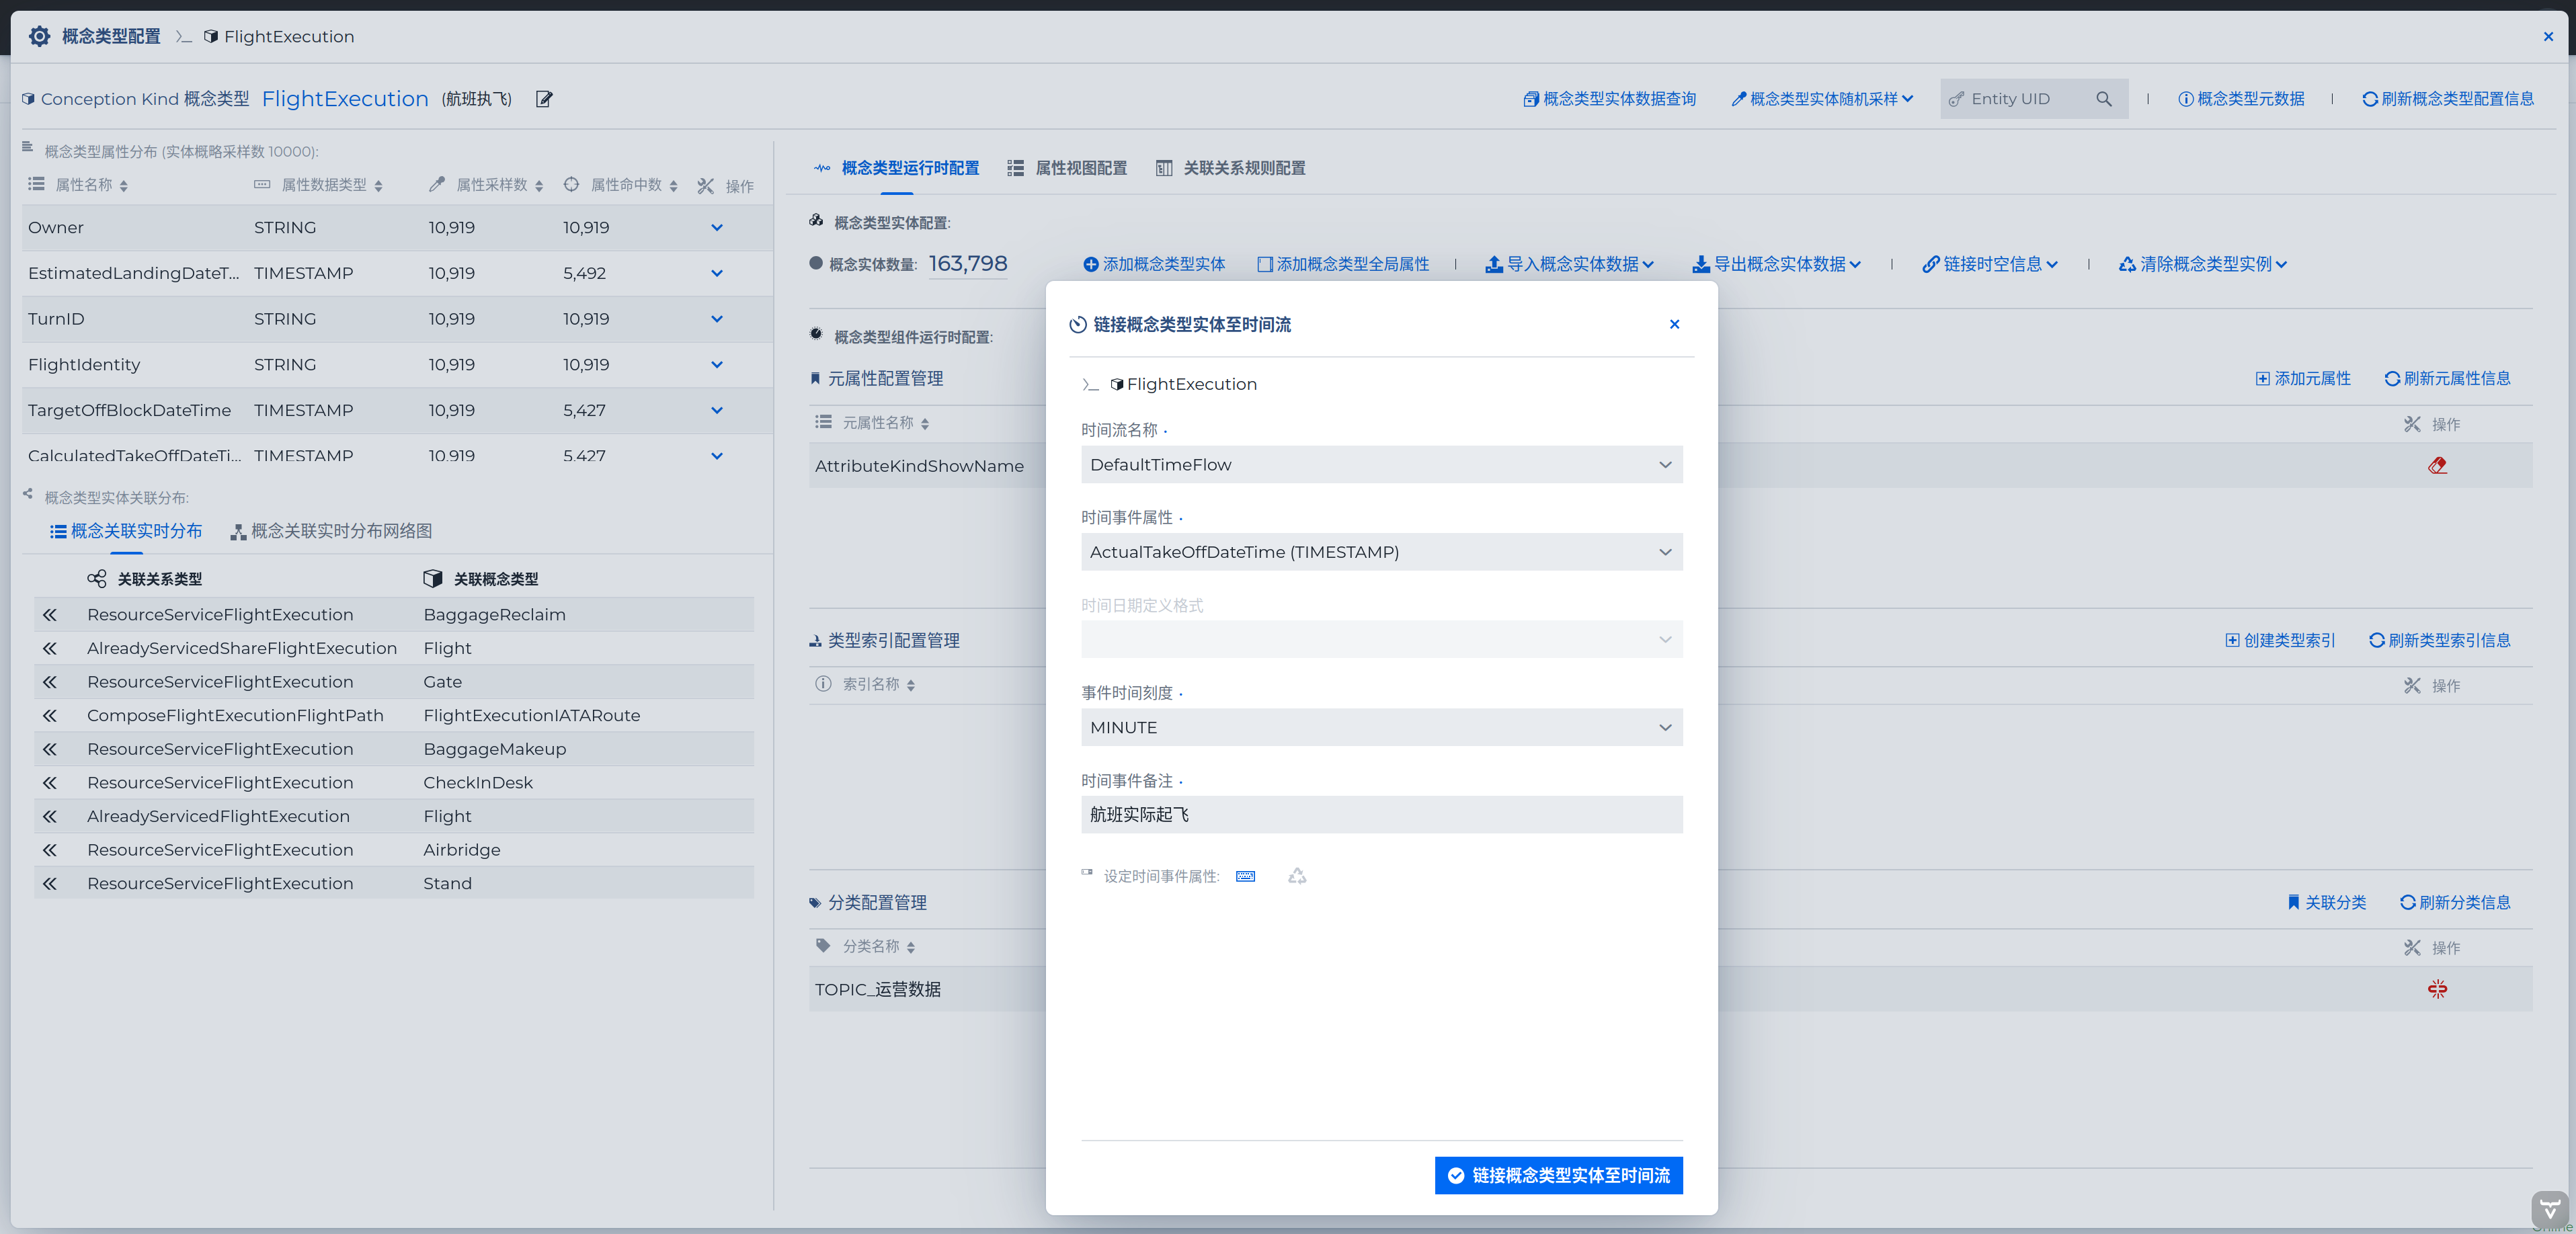 概念类型配置 FlightExecution
Conception Kind 概念类型 FlightExecution (航班执飞)
概念类型实体数据查询 概念类型实体随机采样 Entity UID 概念类型元数据 刷新概念类型配置信息
概念类型属性分布 (实体概略采样数 10000):
属性名称 属性数据类型 属性采样数 属性命中数 操作
Owner STRING 10,919 10,919
EstimatedLandingDateT... TIMESTAMP 10,919 5,492
TurnID STRING 10,919 10,919
FlightIdentity STRING 10,919 10,919
TargetOffBlockDateTime TIMESTAMP 10,919 5,427
CalculatedTakeOffDateTi... TIMESTAMP 10,919 5,427
概念类型实体关联分布:
概念关联实时分布 概念关联实时分布网络图
关联关系类型 关联概念类型
ResourceServiceFlightExecution BaggageReclaim
AlreadyServicedShareFlightExecution Flight
ResourceServiceFlightExecution Gate
ComposeFlightExecutionFlightPath FlightExecutionIATARoute
ResourceServiceFlightExecution BaggageMakeup
ResourceServiceFlightExecution CheckInDesk
AlreadyServicedFlightExecution Flight
ResourceServiceFlightExecution Airbridge
ResourceServiceFlightExecution Stand
概念类型运行时配置 属性视图配置 关联关系规则配置
概念类型实体配置:
概念实体数量: 163,798 添加概念类型实体 添加概念类型全局属性 导入概念实体数据 导出概念实体数据 链接时空信息 清除概念类型实例
概念类型组件运行时配置:
元属性配置管理 添加元属性 刷新元属性信息
元属性名称 操作
AttributeKindShowName
类型索引配置管理 创建类型索引 刷新类型索引信息
索引名称 操作
分类配置管理 关联分类 刷新分类信息
分类名称 操作
TOPIC_运营数据
链接概念类型实体至时间流
FlightExecution
时间流名称
DefaultTimeFlow
时间事件属性
ActualTakeOffDateTime (TIMESTAMP)
时间日期定义格式
事件时间刻度
MINUTE
时间事件备注
航班实际起飞
设定时间事件属性:
链接概念类型实体至时间流